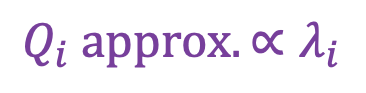 𝑄ᵢ approx. ∝ 𝜆ᵢ